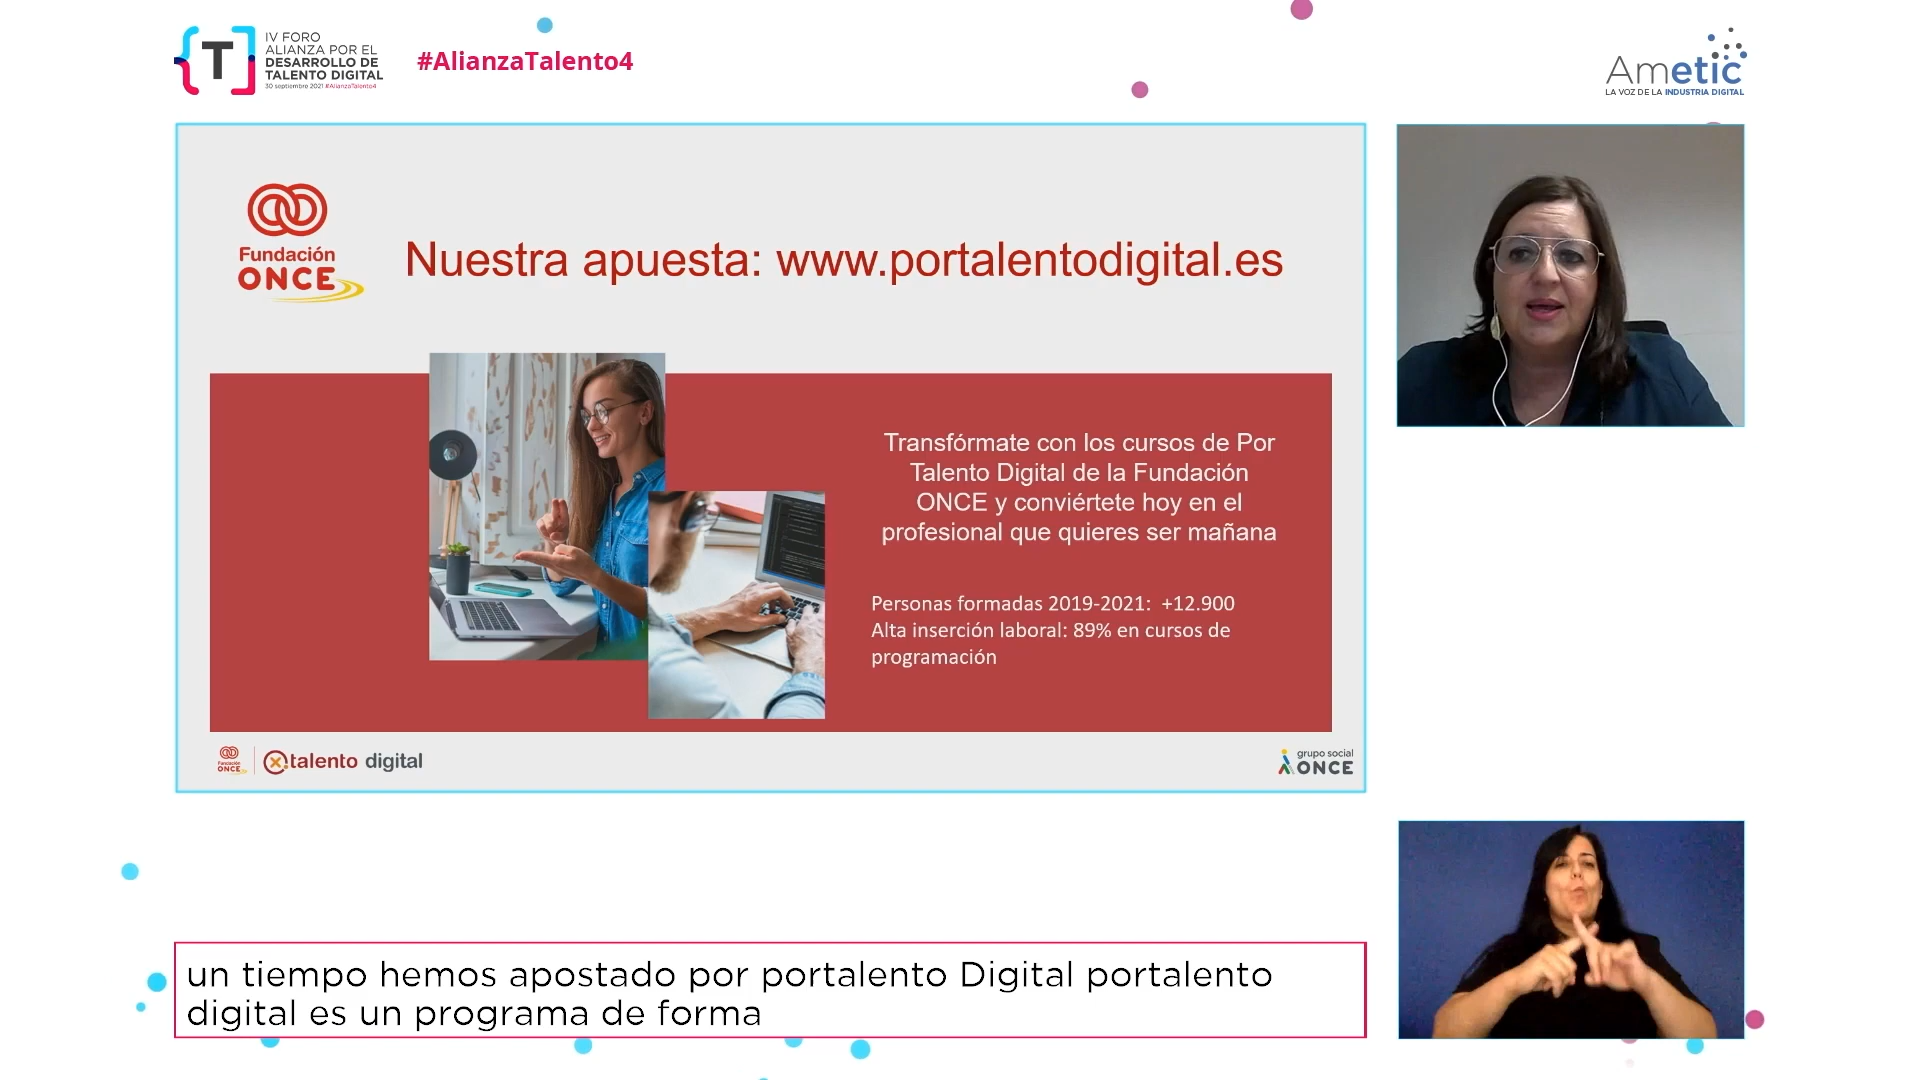 IV FORO
ALIANZA POR EL
DESARROLLO DE
TALENTO DIGITAL
30 septiembre 2021 #AlianzaTalento4
{T}
#AlianzaTalento4
Ametic
LA VOZ DE LA INDUSTRIA DIGITAL
Fundación
ONCE
Nuestra apuesta: www.portalentodigital.es
Transfórmate con los cursos de Por
Talento Digital de la Fundación
ONCE y conviértete hoy en el
profesional que quieres ser mañana
Personas formadas 2019-2021: +12.900
Alta inserción laboral: 89% en cursos de
programación
Fundación
ONCE
x talento digital
grupo social
ONCE
un tiempo hemos apostado por portalento Digital portalento
digital es un programa de forma